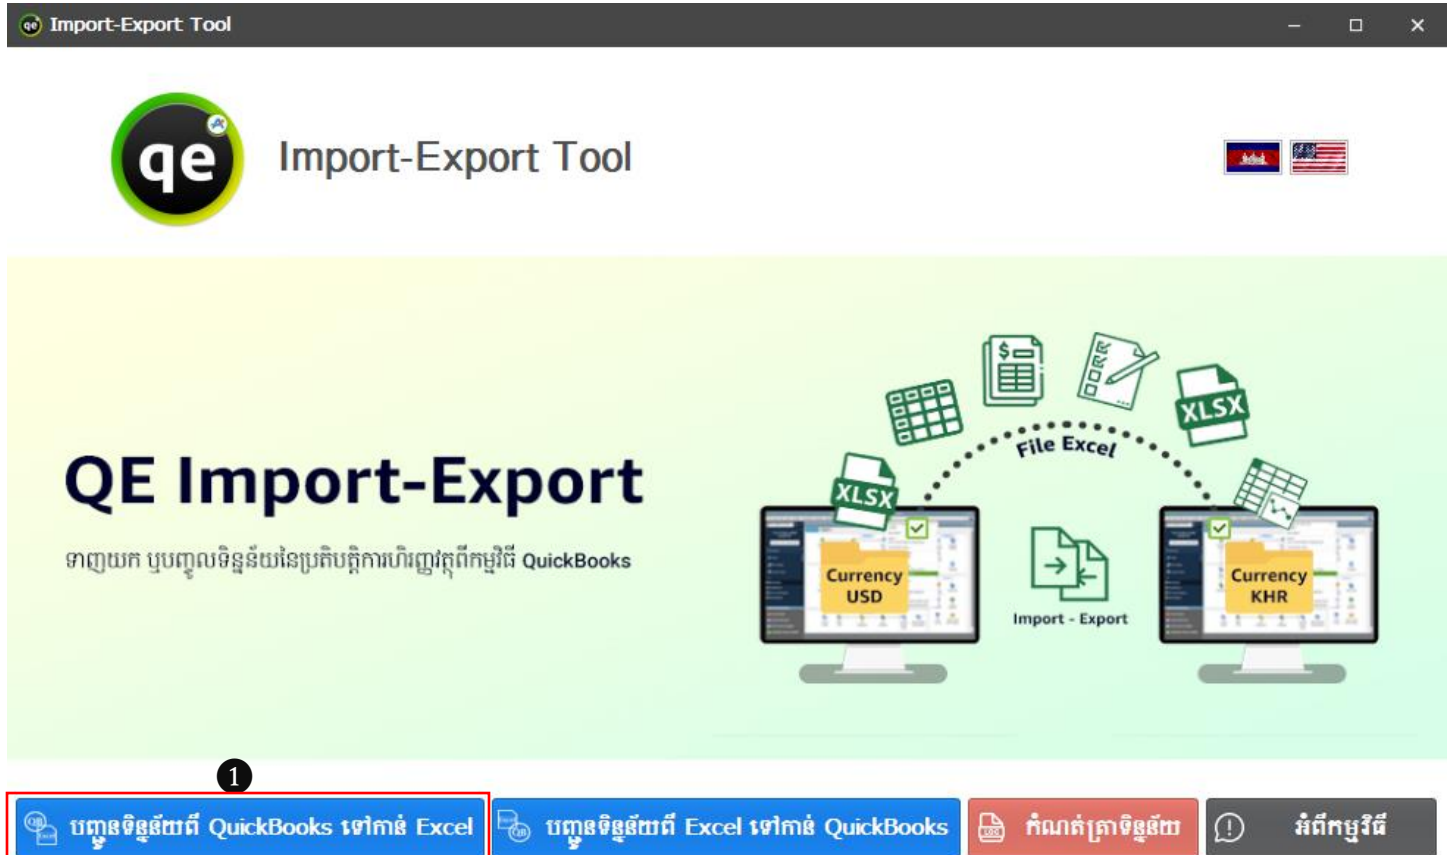 qe Import-Export Tool
qe Import-Export Tool
QE Import-Export
ទាញយក ឬបញ្ចូលទិន្នន័យនៃប្រតិបត្តិការហិរញ្ញវត្ថុពីកម្មវិធី QuickBooks
XLSX
File Excel
XLSX
Currency
USD
Import - Export
Currency
KHR
1
បញ្ជូនទិន្នន័យពី QuickBooks ទៅកាន់ Excel
បញ្ជូនទិន្នន័យពី Excel ទៅកាន់ QuickBooks
LOG
កំណត់ត្រាទិន្នន័យ
អំពីកម្មវិធី